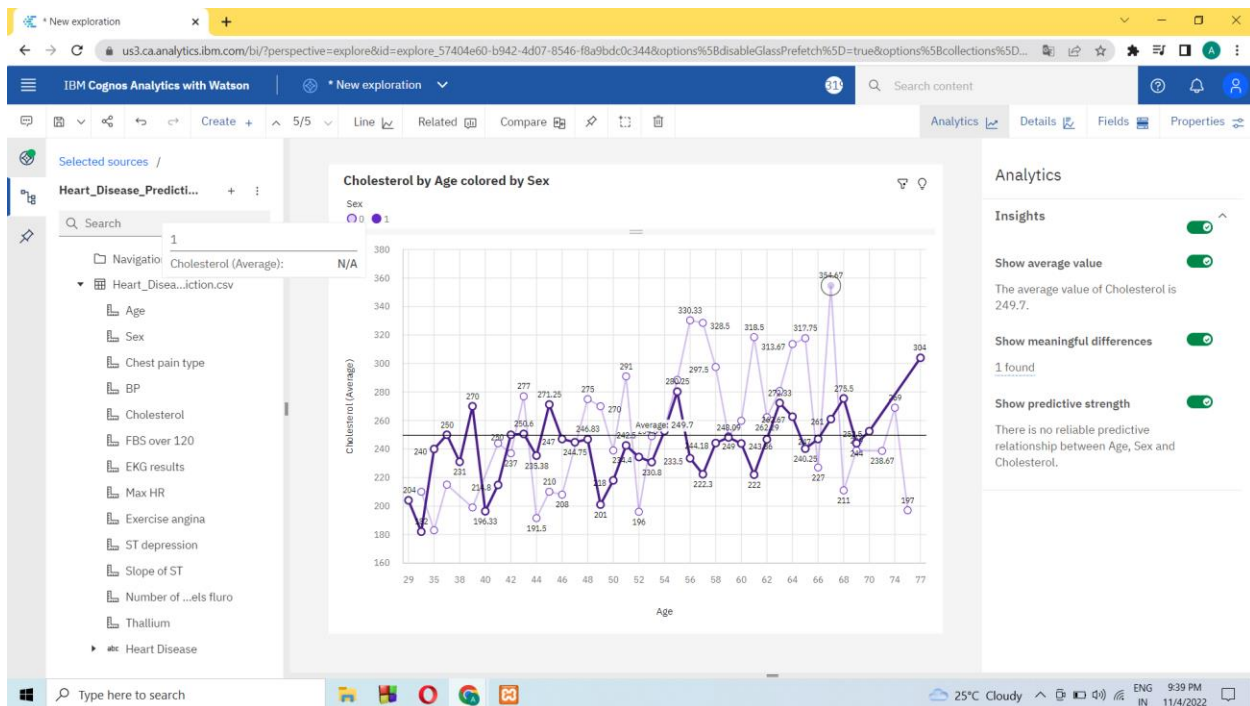 * New exploration
us3.ca.analytics.ibm.com/bi/?perspective=explore&id=explore_57404e60-b942-4d07-8546-f8a9bdc0c344&options%5BdisableGlassPrefetch%5D=true&options%5Bcollections%5D...
A
IBM Cognos Analytics with Watson
* New exploration
Search content
Create +
5/5
Line
Related
Compare
Analytics
Details
Fields
Properties
Selected sources /
Heart_Disease_Predicti...
Search
1
Cholesterol (Average): N/A
Heart_Disea...iction.csv
Age
Sex
Chest pain type
BP
Cholesterol
FBS over 120
EKG results
Max HR
Exercise angina
ST depression
Slope of ST
Number of ...els fluro
Thallium
abc Heart Disease
Cholesterol by Age colored by Sex
Sex
0 1
Cholesterol (Average)
380
360
340
320
300
280
260
240
220
200
180
160
354.67
330.33
328.5
318.5
317.75
313.67
304
297.5
291
280.25
277
275
275.5
271.25
270
270
270
250
250.6
246.83
247
244.75
240
237
235.38
231
Average: 249.7
248.09
249
244.18
233.5
230.8
234.4
222.3
222
240.25
261
227
244
238.67
211
197
204
196.33
191.5
210
208
201
196
29 35 38 40 42 44 46 48 50 52 54 56 58 60 62 64 66 68 70 74 77
Age
Analytics
Insights
Show average value
The average value of Cholesterol is
249.7.
Show meaningful differences
1 found
Show predictive strength
There is no reliable predictive
relationship between Age, Sex and
Cholesterol.
Type here to search
25°C Cloudy
ENG
IN
9:39 PM
11/4/2022